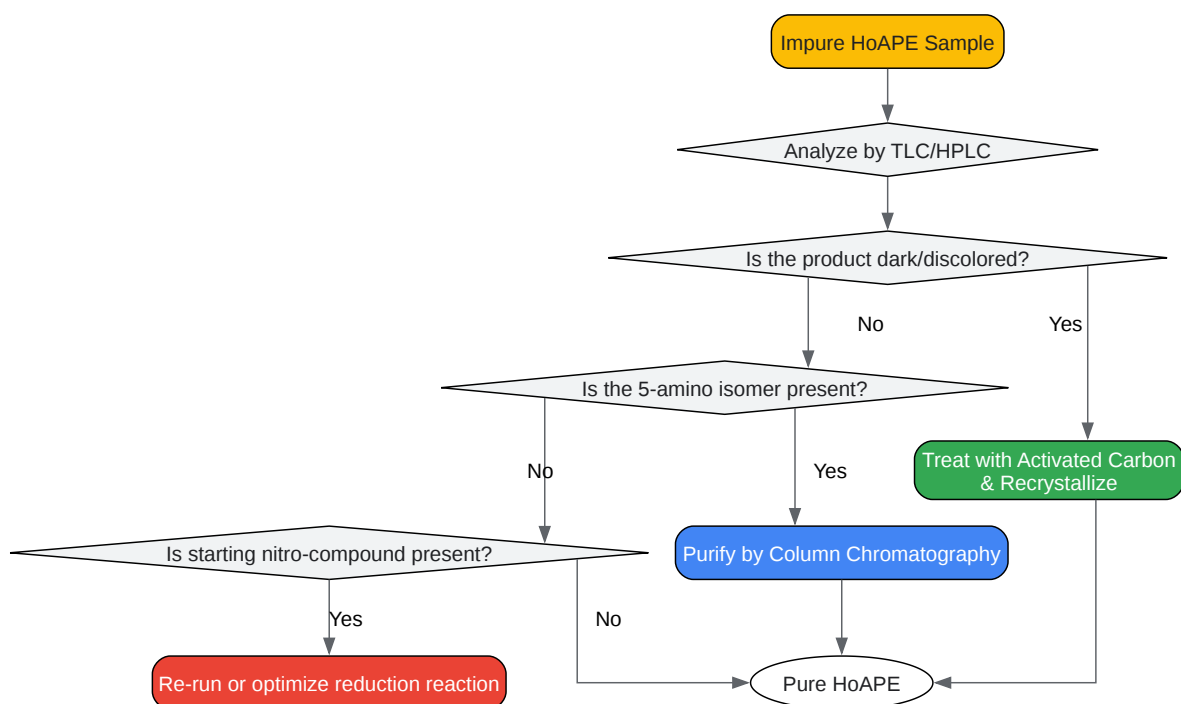 Impure HoAPE Sample
Analyze by TLC/HPLC
Is the product dark/discolored?
No
Yes
Is the 5-amino isomer present?
Treat with Activated Carbon
& Recrystallize
No
Yes
Is starting nitro-compound present?
Purify by Column Chromatography
Yes
No
Re-run or optimize reduction reaction
Pure HoAPE